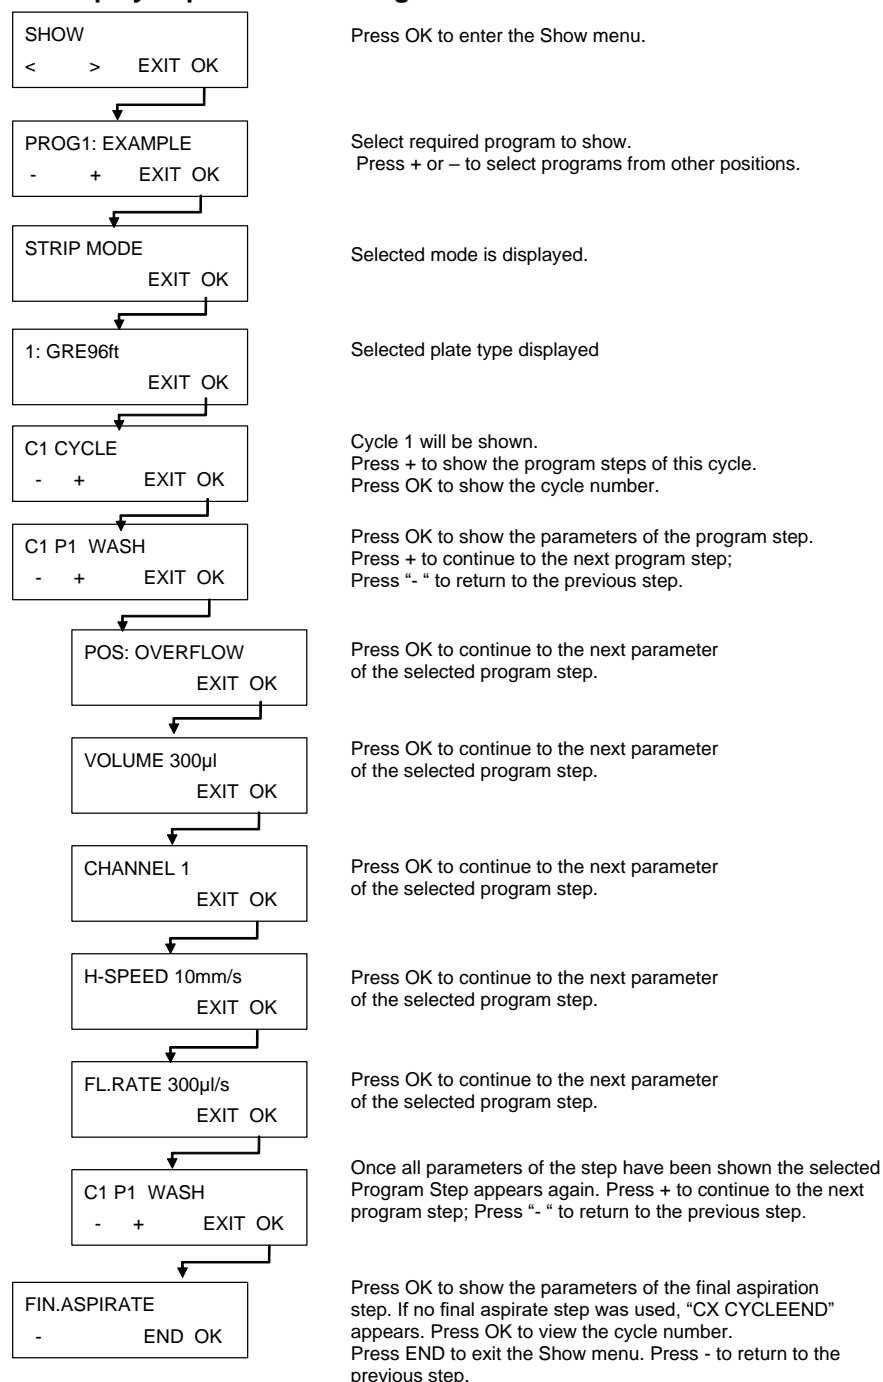 SHOW
< > EXIT OK
Press OK to enter the Show menu.
PROG1: EXAMPLE
- + EXIT OK
Select required program to show.
Press + or – to select programs from other positions.
STRIP MODE
EXIT OK
Selected mode is displayed.
1: GRE96ft
EXIT OK
Selected plate type displayed
C1 CYCLE
- + EXIT OK
Cycle 1 will be shown.
Press + to show the program steps of this cycle.
Press OK to show the cycle number.
C1 P1 WASH
- + EXIT OK
Press OK to show the parameters of the program step.
Press + to continue to the next program step;
Press “- “ to return to the previous step.
POS: OVERFLOW
EXIT OK
Press OK to continue to the next parameter
of the selected program step.
VOLUME 300µl
EXIT OK
Press OK to continue to the next parameter
of the selected program step.
CHANNEL 1
EXIT OK
Press OK to continue to the next parameter
of the selected program step.
H-SPEED 10mm/s
EXIT OK
Press OK to continue to the next parameter
of the selected program step.
FL.RATE 300µl/s
EXIT OK
Press OK to continue to the next parameter
of the selected program step.
C1 P1 WASH
- + EXIT OK
Once all parameters of the step have been shown the selected
Program Step appears again. Press + to continue to the next
program step; Press “- “ to return to the previous step.
FIN.ASPIRATE
- END OK
Press OK to show the parameters of the final aspiration
step. If no final aspirate step was used, “CX CYCLEEND”
appears. Press OK to view the cycle number.
Press END to exit the Show menu. Press - to return to the
previous step.